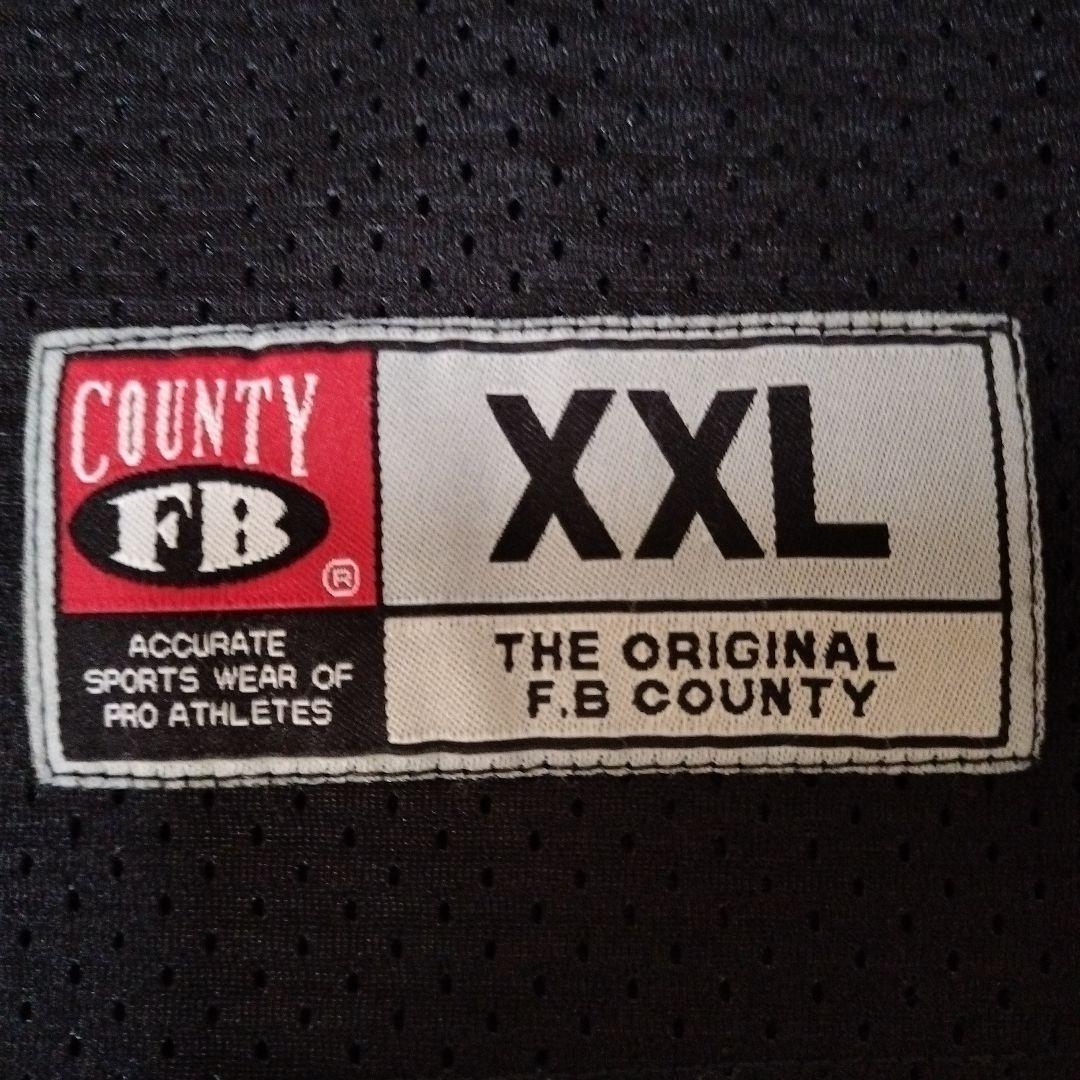 COUNTY
FB
®
ACCURATE
SPORTS WEAR OF
PRO ATHLETES
XXL
THE ORIGINAL
F.B COUNTY